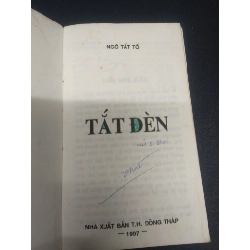 NGÔ TẤT TỐ
TẮT ĐÈN
NHÀ XUẤT BẢN T.H. ĐỒNG THÁP
— 1997 —